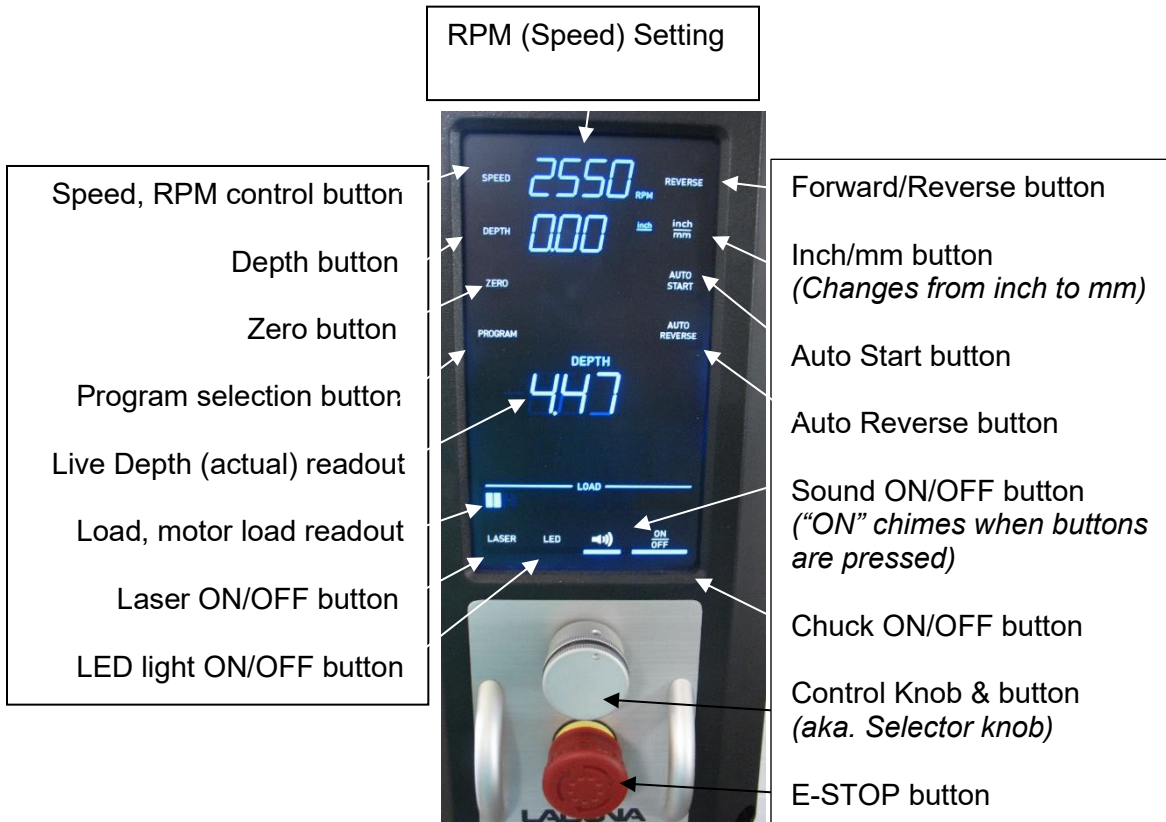 RPM (Speed) Setting
Speed, RPM control button
Depth button
Zero button
Program selection button
Live Depth (actual) readout
Load, motor load readout
Laser ON/OFF button
LED light ON/OFF button
SPEED 2550 RPM REVERSE
DEPTH 0.00 inch inch
mm
ZERO AUTO
START
PROGRAM AUTO
REVERSE
DEPTH
4.47
LOAD
LASER LED ON
OFF
LAGUNA
Forward/Reverse button
Inch/mm button
(Changes from inch to mm)
Auto Start button
Auto Reverse button
Sound ON/OFF button
(“ON” chimes when buttons
are pressed)
Chuck ON/OFF button
Control Knob & button
(aka. Selector knob)
E-STOP button